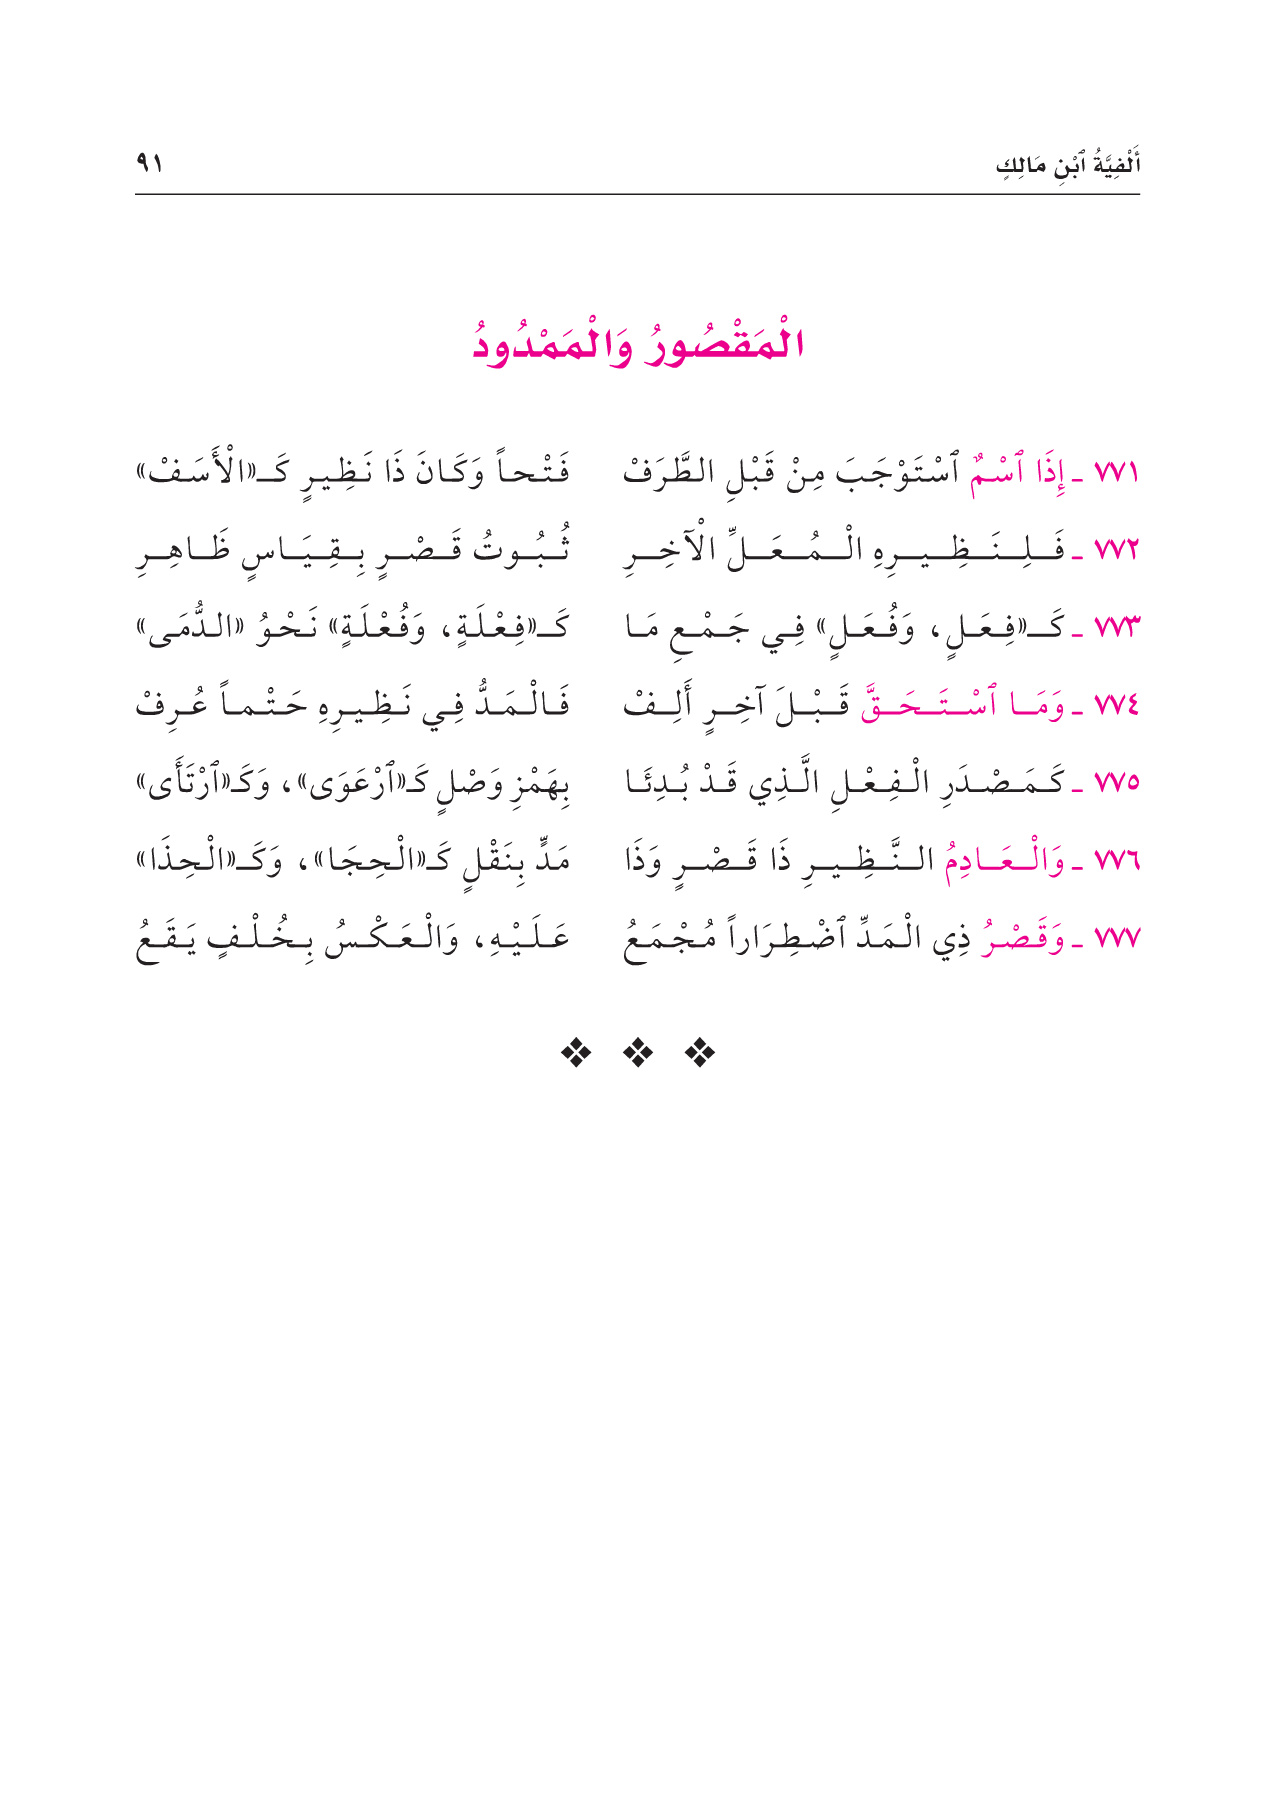 أَلْفِيَّةُ ٱبْنِ مَالِكٍ ٩١
الْمَقْصُورُ وَالْمَمْدُودُ
٧٧١ ـ إِذَا ٱسْمٌ ٱسْتَوْجَبَ مِنْ قَبْلِ الطَّرَفْ فَتْحاً وَكَانَ ذَا نَظِيرٍ كَـ«الْأَسَفْ»
٧٧٢ ـ فَلِنَظِيرِهِ الْمُعَلِّ الْآخِرِ ثُبُوتُ قَصْرٍ بِقِيَاسٍ ظَاهِرِ
٧٧٣ ـ كَـ«فِعَلٍ، وَفُعَلٍ» فِي جَمْعِ مَا كَـ«فِعْلَةٍ، وَفُعْلَةٍ» نَحْوُ «الدُّمَى»
٧٧٤ ـ وَمَا ٱسْتَحَقَّ قَبْلَ آخِرٍ أَلِفْ فَالْمَدُّ فِي نَظِيرِهِ حَتْماً عُرِفْ
٧٧٥ ـ كَمَصْدَرِ الْفِعْلِ الَّذِي قَدْ بُدِئَا بِهَمْزِ وَصْلٍ كَـ«ٱرْعَوَى»، وَكَـ«ٱرْتَأَى»
٧٧٦ ـ وَالْعَادِمُ النَّظِيرِ ذَا قَصْرٍ وَذَا مَدٍّ بِنَقْلٍ كَـ«الْحِجَا»، وَكَـ«الْحِذَا»
٧٧٧ ـ وَقَصْرُ ذِي الْمَدِّ ٱضْطِرَاراً مُجْمَعُ عَلَيْهِ، وَالْعَكْسُ بِخُلْفٍ يَقَعُ